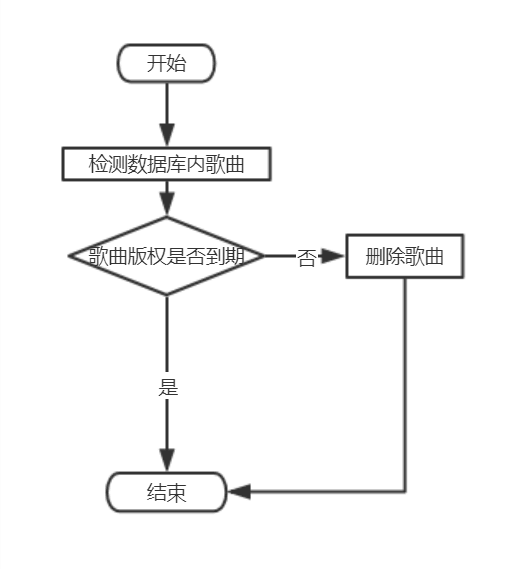 开始
检测数据库内歌曲
歌曲版权是否到期
否
删除歌曲
是
结束